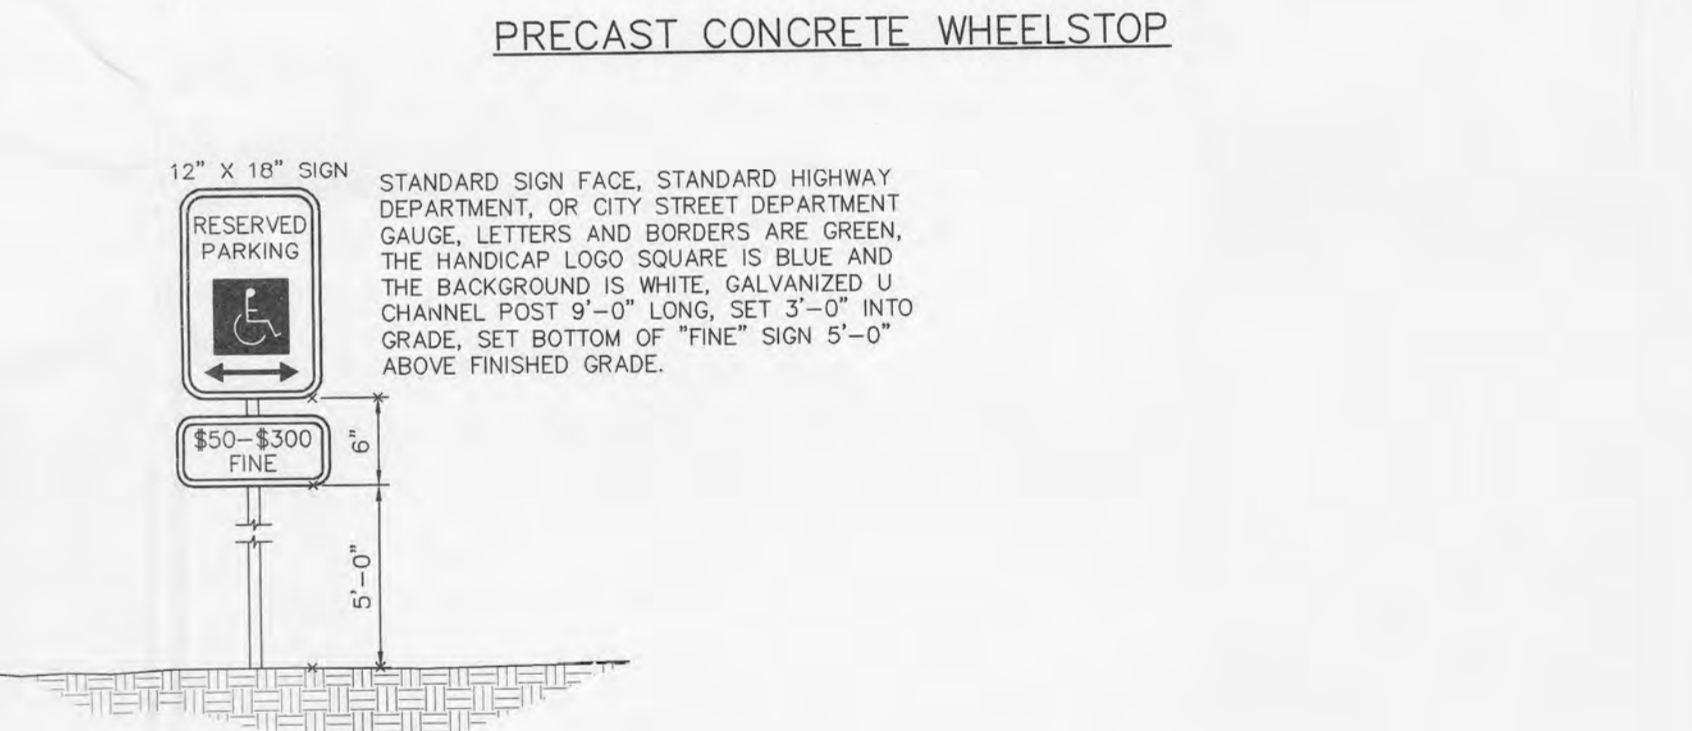 PRECAST CONCRETE WHEELSTOP
12" X 18" SIGN
RESERVED
PARKING
$50–$300
FINE
STANDARD SIGN FACE, STANDARD HIGHWAY
DEPARTMENT, OR CITY STREET DEPARTMENT
GAUGE, LETTERS AND BORDERS ARE GREEN,
THE HANDICAP LOGO SQUARE IS BLUE AND
THE BACKGROUND IS WHITE, GALVANIZED U
CHANNEL POST 9'–0" LONG, SET 3'–0" INTO
GRADE, SET BOTTOM OF "FINE" SIGN 5'–0"
ABOVE FINISHED GRADE.
6"
5'–0"